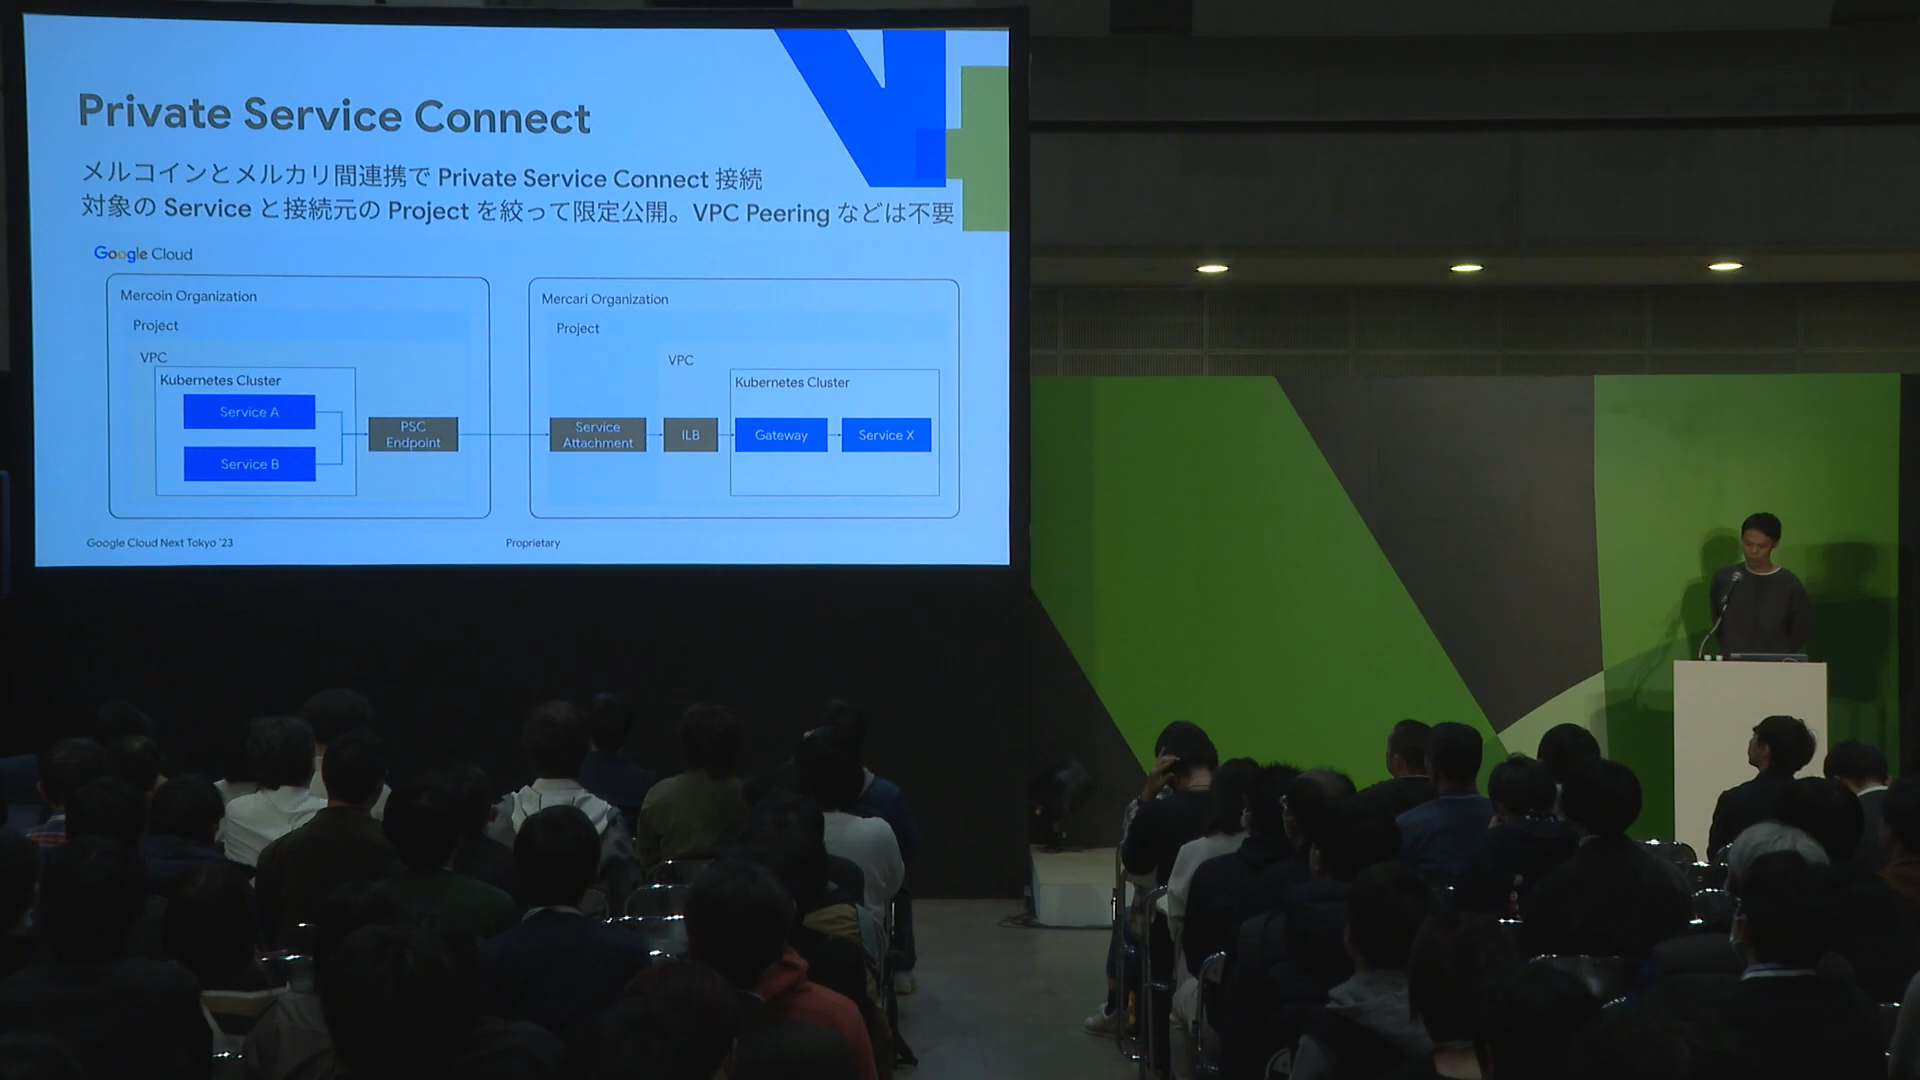 Private Service Connect
メルコインとメルカリ間連携で Private Service Connect 接続
対象の Service と接続元の Project を絞って限定公開。VPC Peering などは不要
Google Cloud
Mercoin Organization
Project
VPC
Kubernetes Cluster
Service A
Service B
PSC
Endpoint
Mercari Organization
Project
VPC
Service
Attachment
ILB
Kubernetes Cluster
Gateway
Service X
Google Cloud Next Tokyo '23
Proprietary